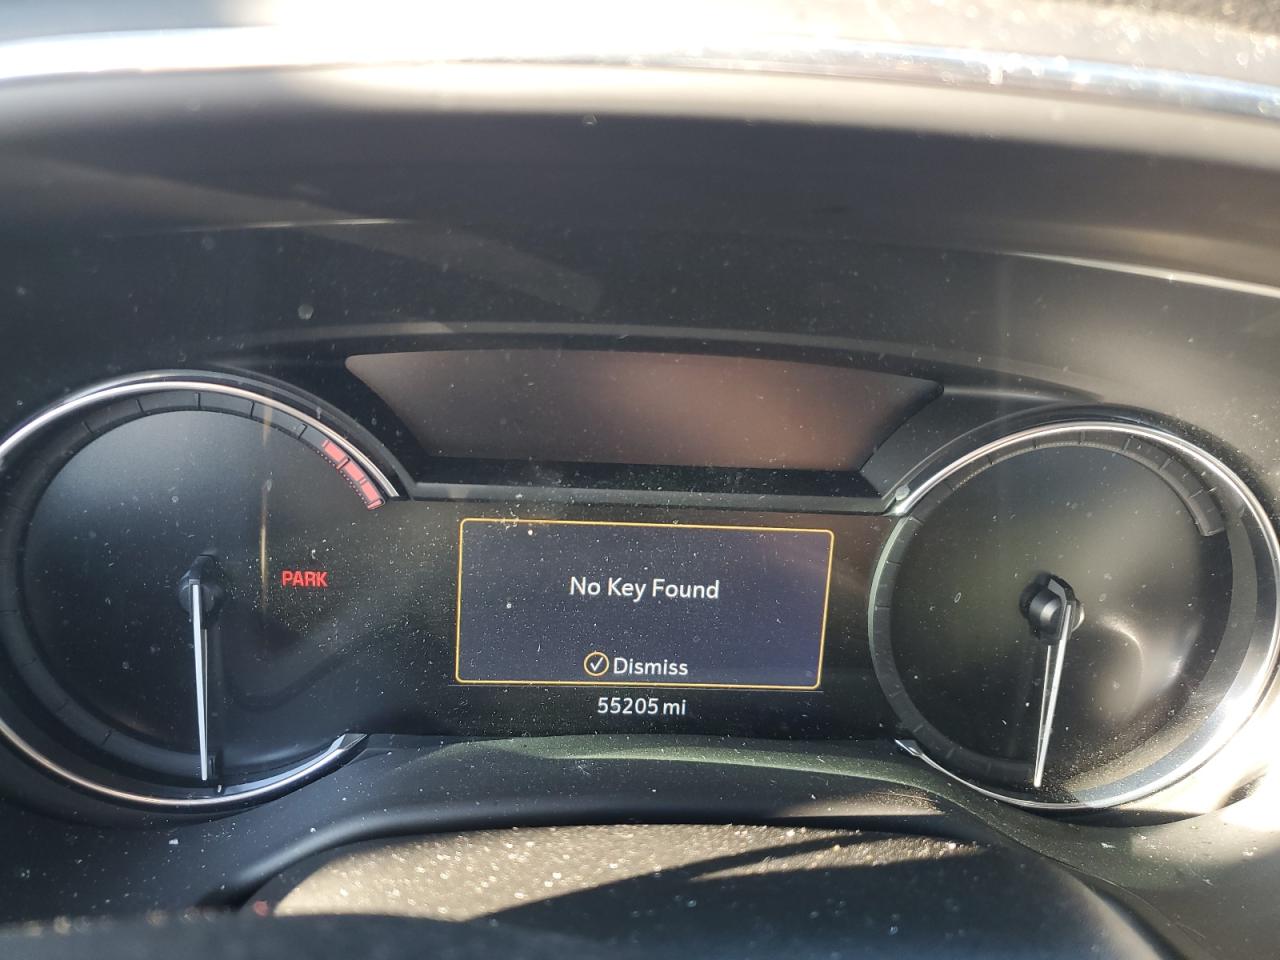 PARK
No Key Found
Dismiss
55205 mi